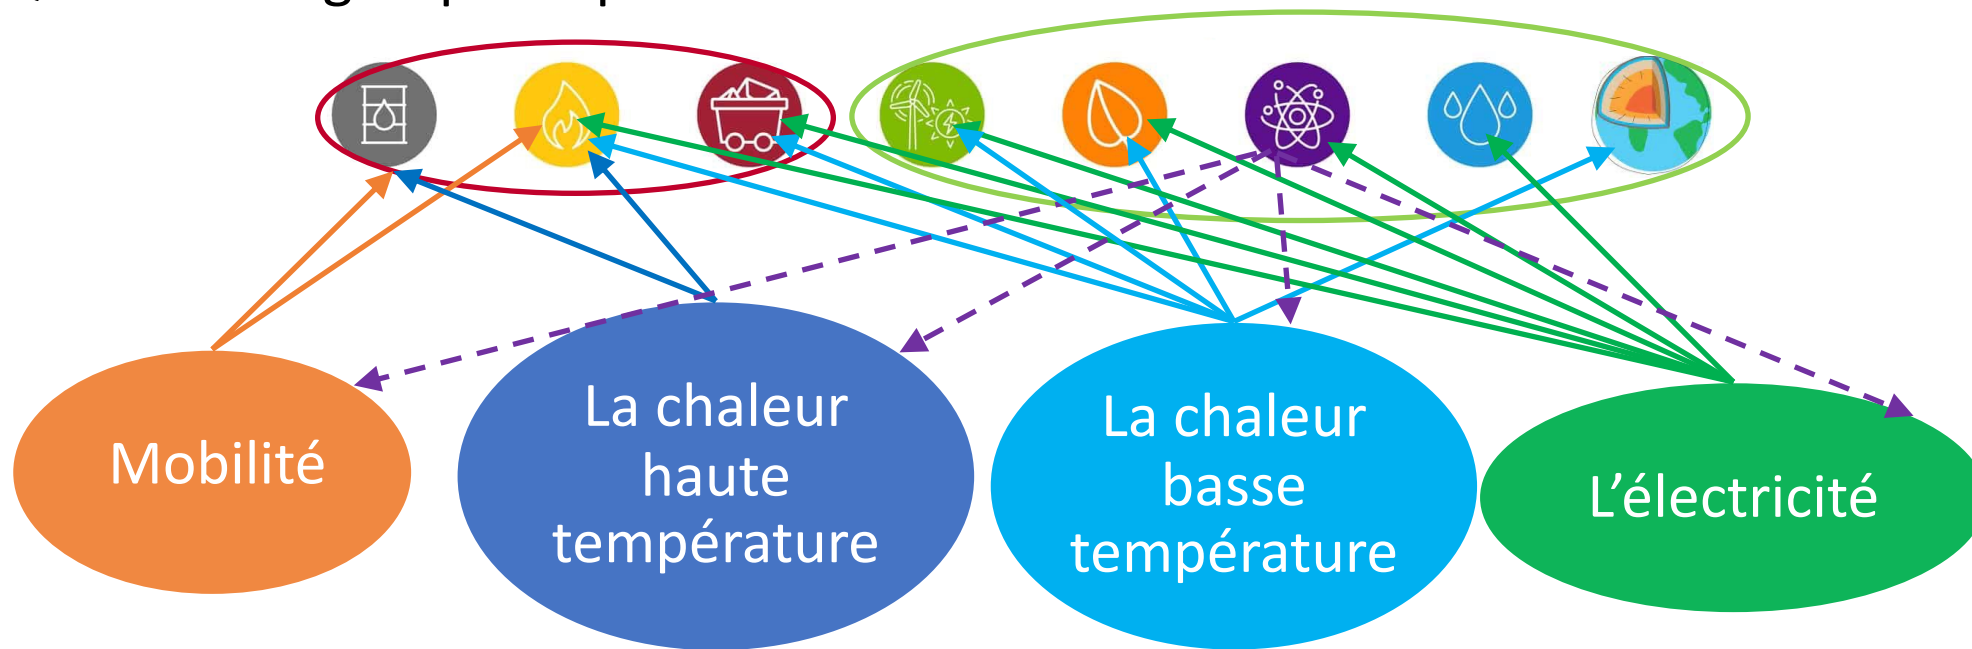 Mobilité
La chaleur
haute
température
La chaleur
basse
température
L’électricité